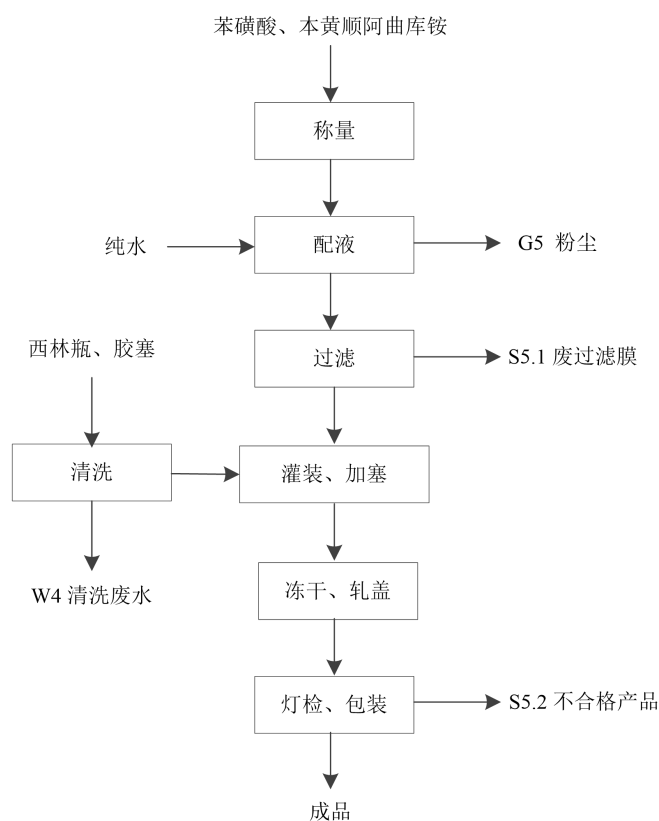 苯磺酸、本黄顺阿曲库铵
称量
纯水
配液
G5 粉尘
西林瓶、胶塞
过滤
S5.1 废过滤膜
清洗
灌装、加塞
W4 清洗废水
冻干、轧盖
灯检、包装
S5.2 不合格产品
成品